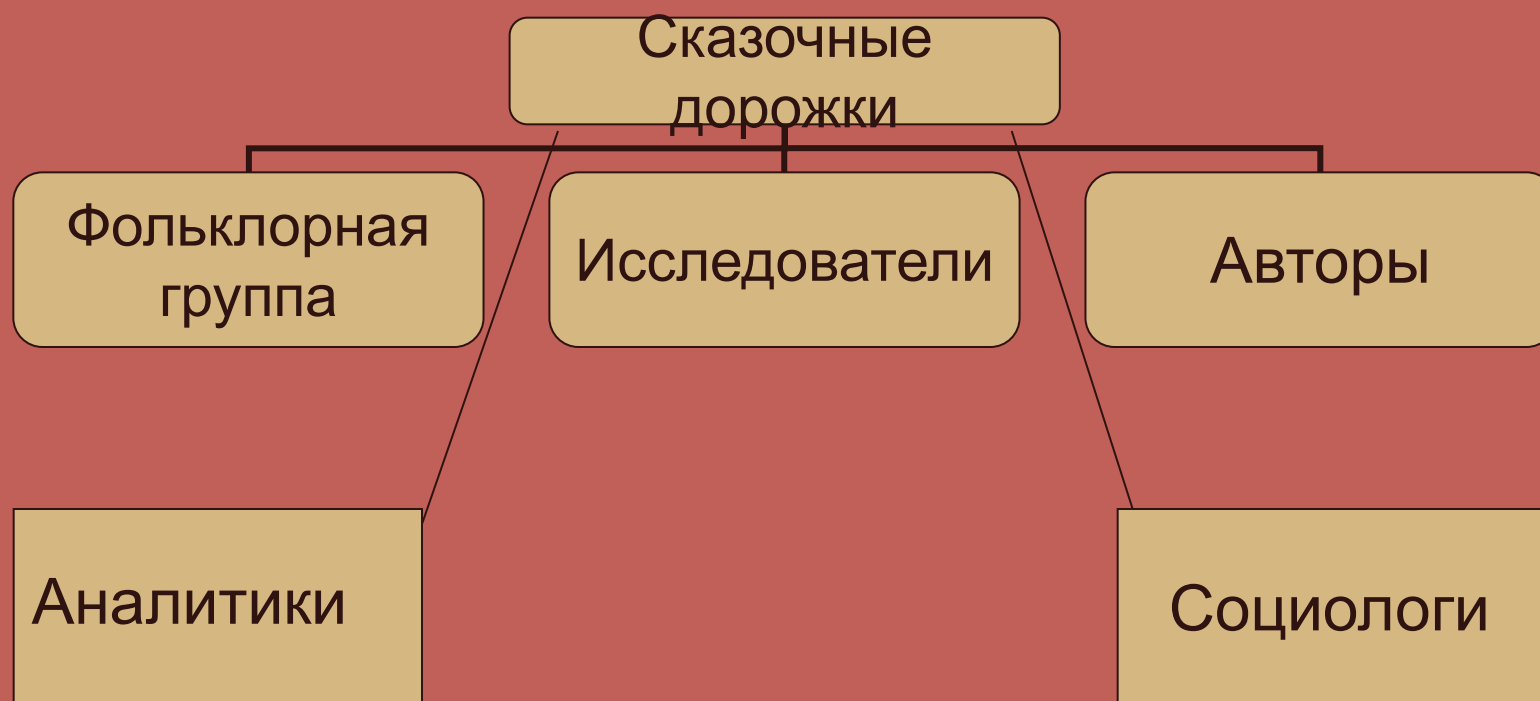 Сказочные
дорожки
Фольклорная
группа
Исследователи
Авторы
Аналитики
Социологи